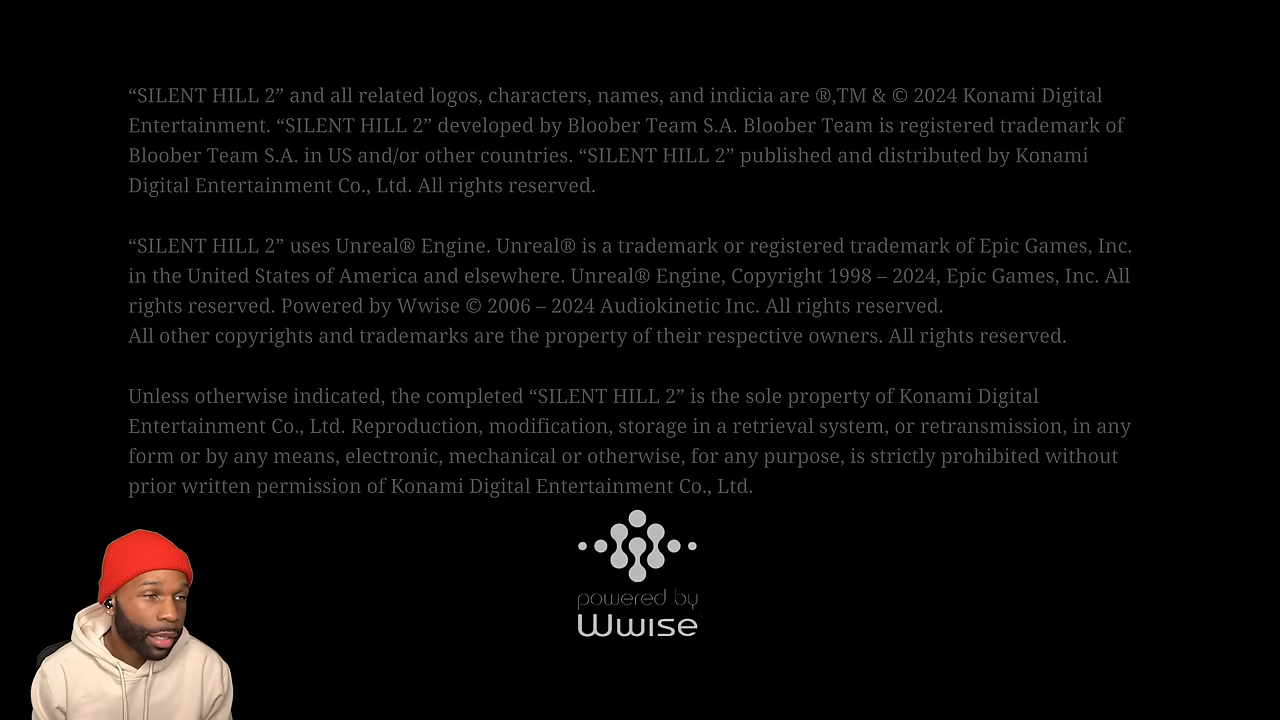 “SILENT HILL 2” and all related logos, characters, names, and indicia are ®,TM & © 2024 Konami Digital
Entertainment. “SILENT HILL 2” developed by Bloober Team S.A. Bloober Team is registered trademark of
Bloober Team S.A. in US and/or other countries. “SILENT HILL 2” published and distributed by Konami
Digital Entertainment Co., Ltd. All rights reserved.
“SILENT HILL 2” uses Unreal® Engine. Unreal® is a trademark or registered trademark of Epic Games, Inc.
in the United States of America and elsewhere. Unreal® Engine, Copyright 1998 – 2024, Epic Games, Inc. All
rights reserved. Powered by Wwise © 2006 – 2024 Audiokinetic Inc. All rights reserved.
All other copyrights and trademarks are the property of their respective owners. All rights reserved.
Unless otherwise indicated, the completed “SILENT HILL 2” is the sole property of Konami Digital
Entertainment Co., Ltd. Reproduction, modification, storage in a retrieval system, or retransmission, in any
form or by any means, electronic, mechanical or otherwise, for any purpose, is strictly prohibited without
prior written permission of Konami Digital Entertainment Co., Ltd.
powered by
Wwise